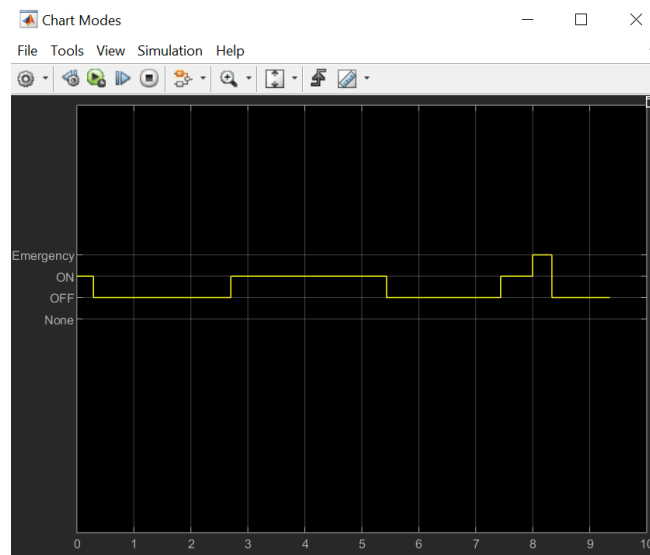 Chart Modes
File Tools View Simulation Help
Emergency
ON
OFF
None
0 1 2 3 4 5 6 7 8 9 10